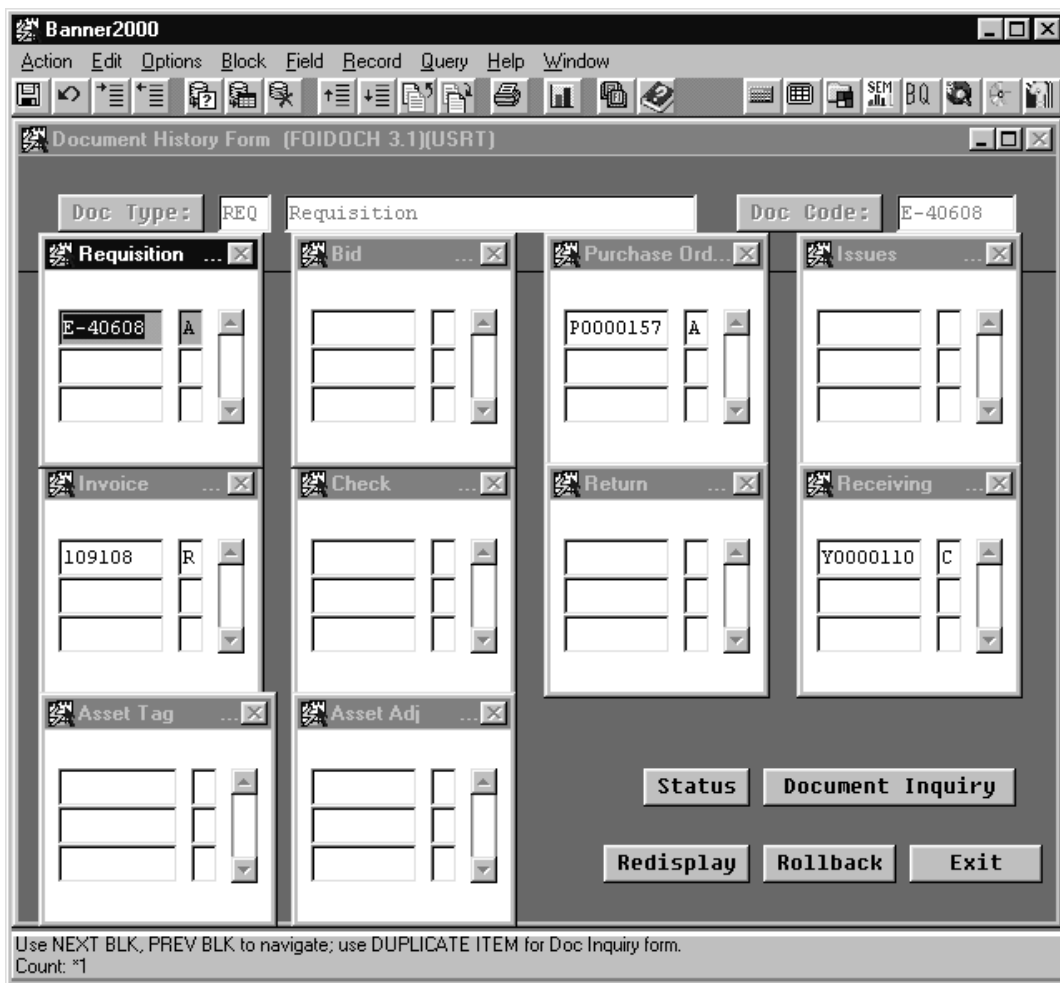 Banner2000
Action Edit Options Block Field Record Query Help Window
SEM BQ
Document History Form (FOIDOCH 3.1)(USRT)
Doc Type: REQ Requisition Doc Code: E-40608
Requisition ... Bid ... Purchase Ord... Issues ...
E-40608 A P0000157 A
Invoice ... Check ... Return ... Receiving ...
109108 R Y0000110 C
Asset Tag ... Asset Adj ...
Status Document Inquiry
Redisplay Rollback Exit
Use NEXT BLK, PREV BLK to navigate; use DUPLICATE ITEM for Doc Inquiry form.
Count: *1